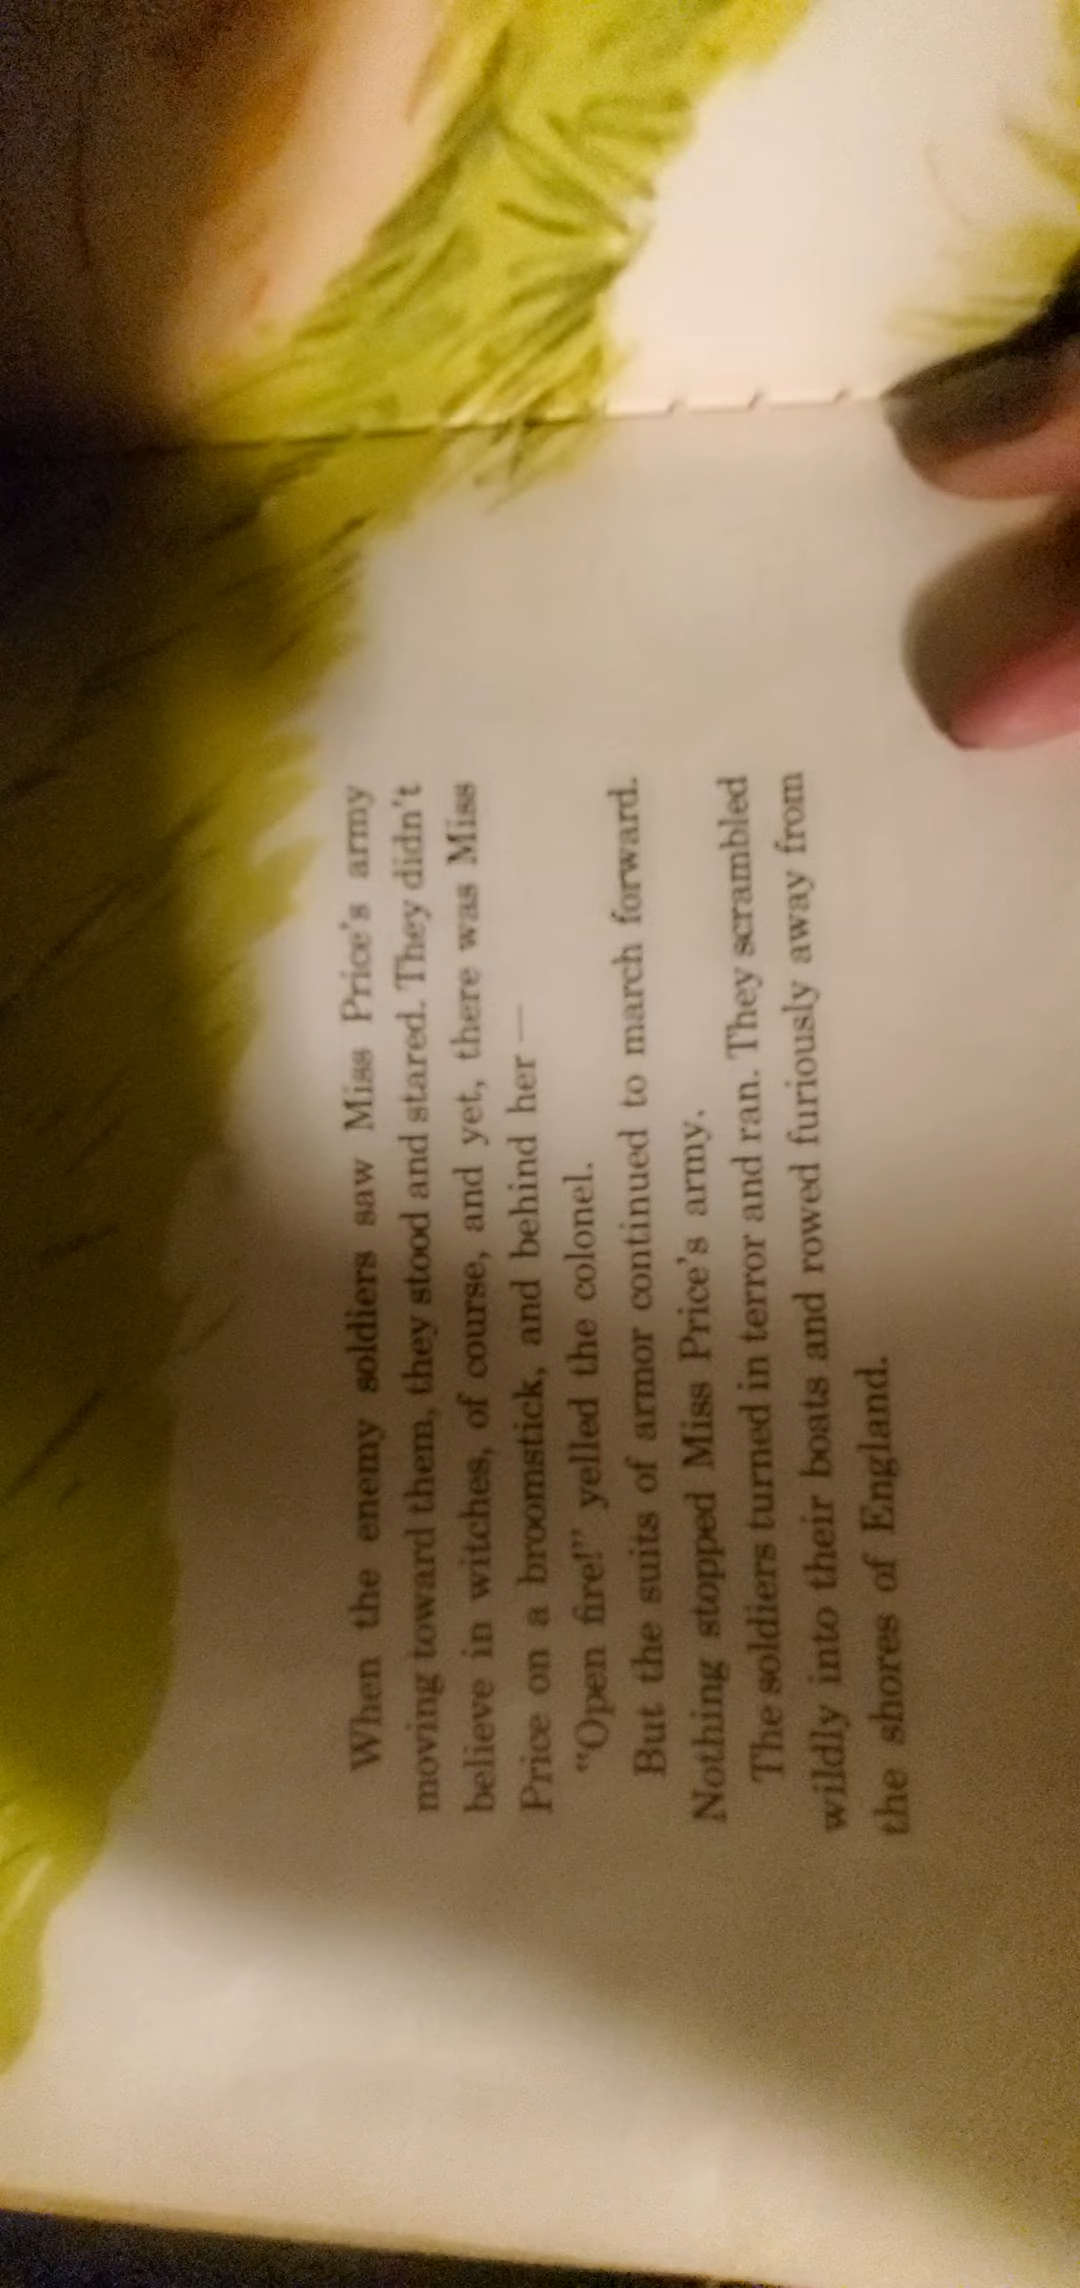 When the enemy soldiers saw Miss Price's army
moving toward them, they stood and stared. They didn't
believe in witches, of course, and yet, there was Miss
Price on a broomstick, and behind her—
"Open fire!" yelled the colonel.
But the suits of armor continued to march forward.
Nothing stopped Miss Price's army.
The soldiers turned in terror and ran. They scrambled
wildly into their boats and rowed furiously away from
the shores of England.